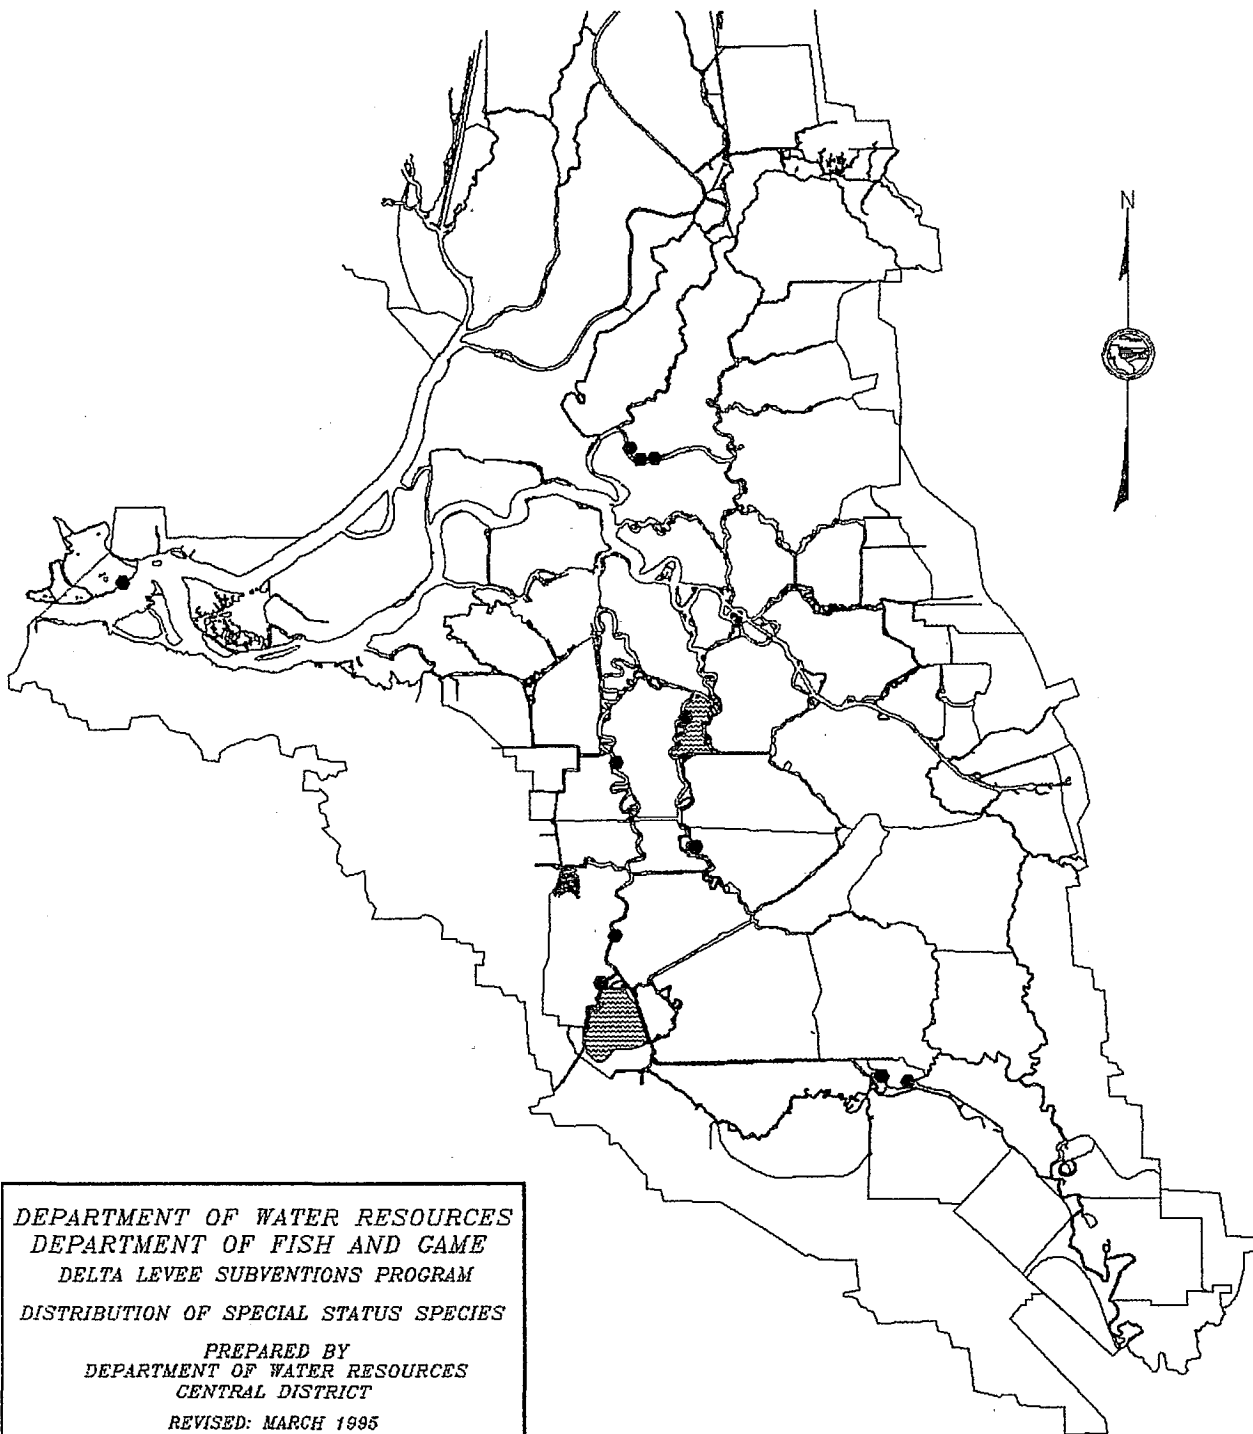 N
DEPARTMENT OF WATER RESOURCES
DEPARTMENT OF FISH AND GAME
DELTA LEVEE SUBVENTIONS PROGRAM
DISTRIBUTION OF SPECIAL STATUS SPECIES
PREPARED BY
DEPARTMENT OF WATER RESOURCES
CENTRAL DISTRICT
REVISED: MARCH 1995